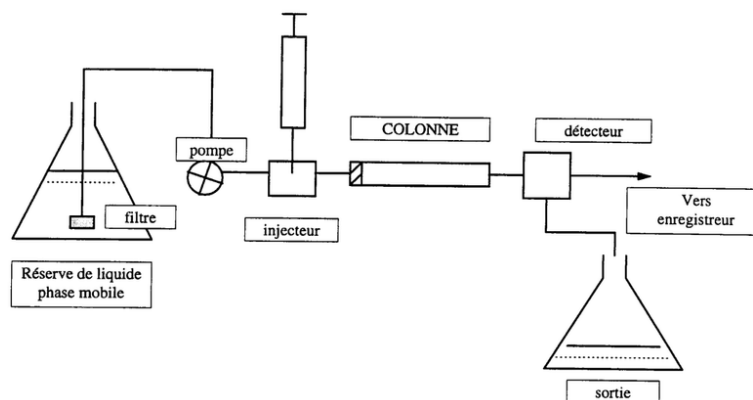 COLONNE
détecteur
pompe
Vers
enregistreur
filtre
injecteur
Réserve de liquide
phase mobile
sortie